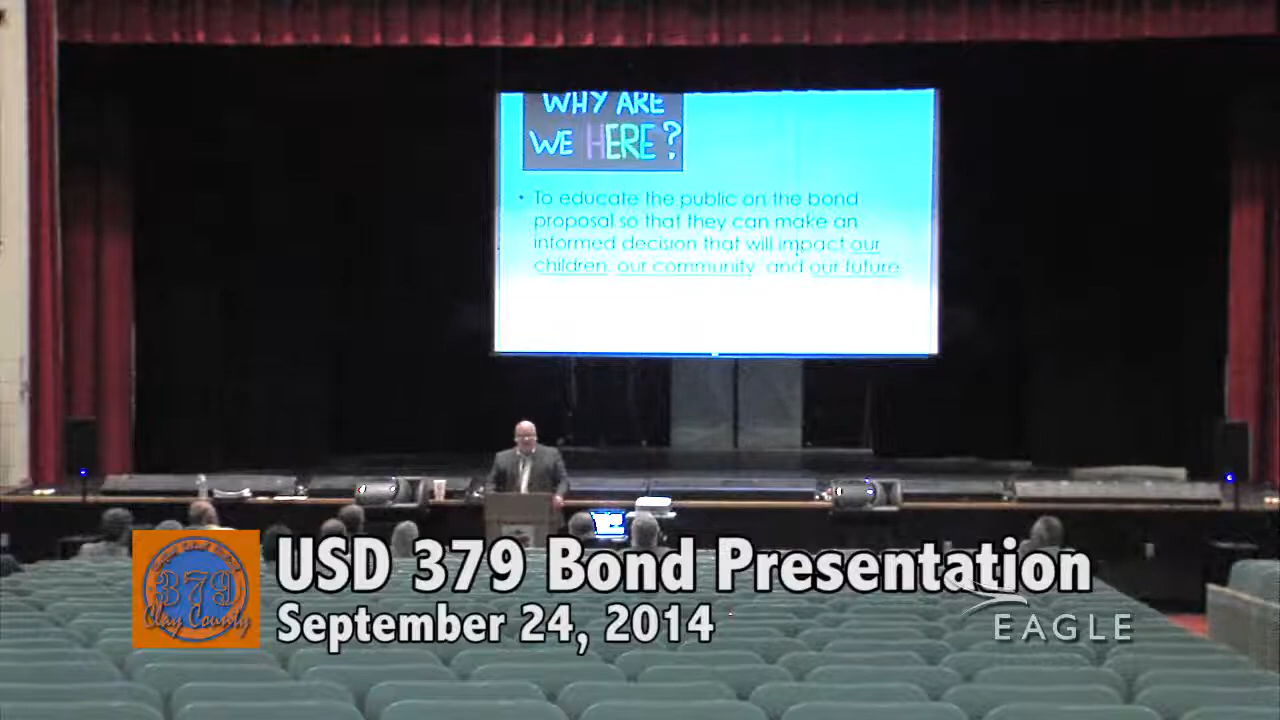 WHY ARE
WE HERE?
• To educate the public on the bond
proposal so that they can make an
informed decision that will impact our
children, our community, and our future
379
Clay County
USD 379 Bond Presentation
September 24, 2014
EAGLE